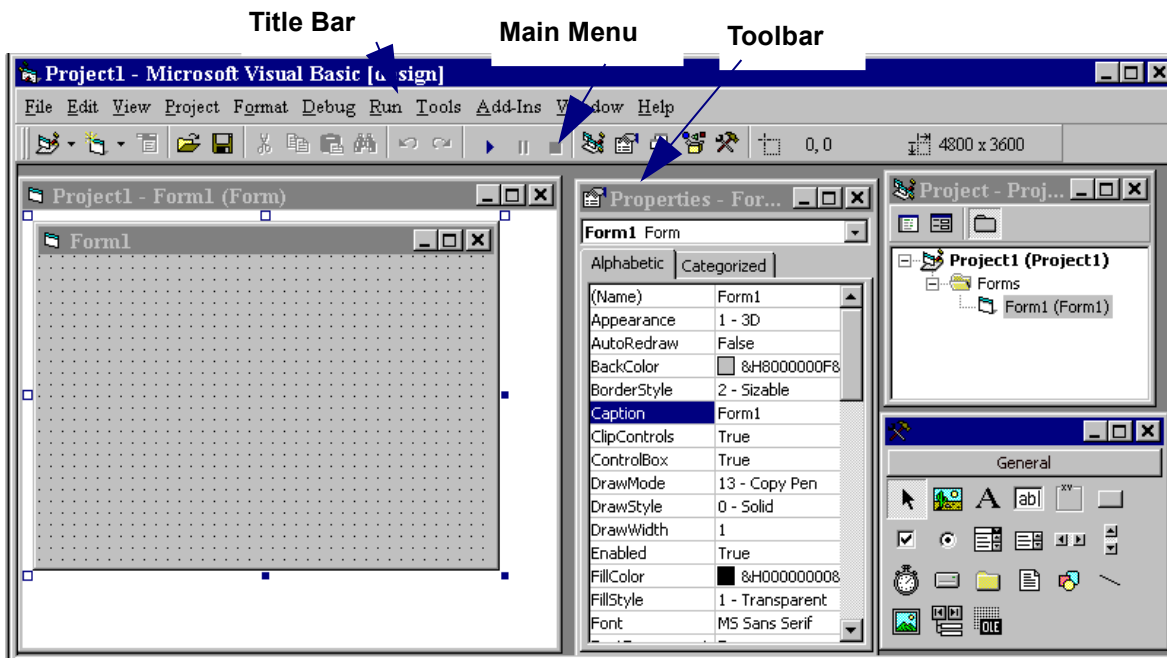 Title Bar
Main Menu
Toolbar
Project1 - Microsoft Visual Basic [design]
File Edit View Project Format Debug Run Tools Add-Ins Window Help
0, 0
4800 x 3600
Project1 - Form1 (Form)
Form1
Properties - For...
Form1 Form
Alphabetic
Categorized
(Name) Form1
Appearance 1 - 3D
AutoRedraw False
BackColor &H8000000F&
BorderStyle 2 - Sizable
Caption Form1
ClipControls True
ControlBox True
DrawMode 13 - Copy Pen
DrawStyle 0 - Solid
DrawWidth 1
Enabled True
FillColor &H00000000&
FillStyle 1 - Transparent
Font MS Sans Serif
Project - Proj...
Project1 (Project1)
Forms
Form1 (Form1)
General
A
ab
xy
OLE